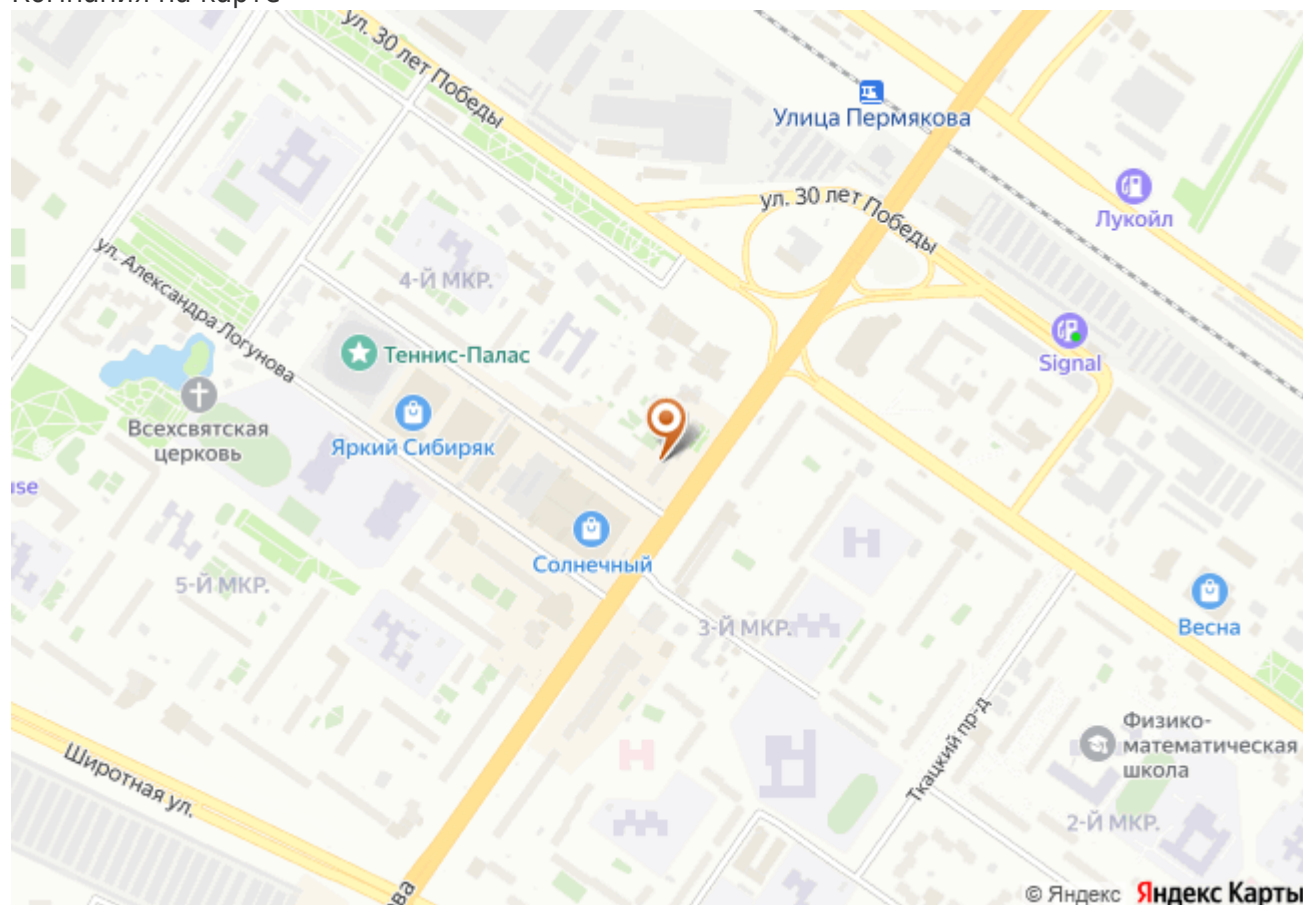 ул. 30 лет Победы
Улица Пермякова
ул. 30 лет Победы
Лукойл
ул. Александра Логунова
4-Й МКР.
Теннис-Палас
Signal
Всехсвятская
церковь
Яркий Сибиряк
Солнечный
5-Й МКР.
3-Й МКР.
Весна
Широтная ул.
Ткацкий пр-д
Физико-
математическая
школа
2-Й МКР.
© Яндекс Яндекс Карты